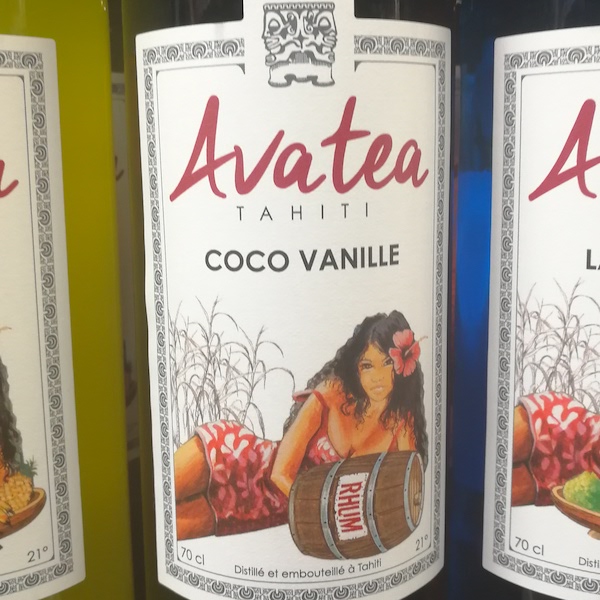 Avatea
TAHITI
COCO VANILLE
RHUM
70 cl
21°
Distillé et embouteillé à Tahiti
21°
70 cl